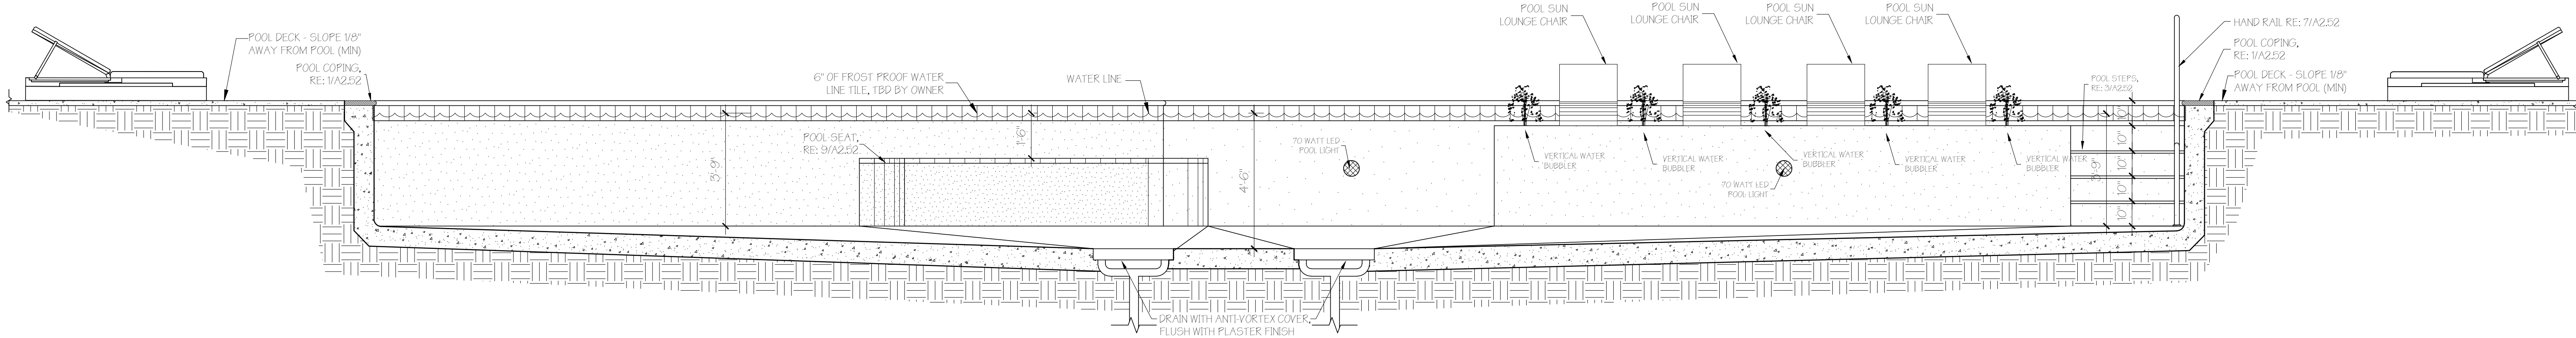 POOL DECK - SLOPE 1/8"
AWAY FROM POOL (MIN)
POOL COPING,
RE: 1/A2.52
6" OF FROST PROOF WATER
LINE TILE, TBD BY OWNER
WATER LINE
POOL SEAT,
RE: 9/A2.52
3'-9"
1'-6"
4'-6"
70 WATT LED
POOL LIGHT
POOL SUN
LOUNGE CHAIR
POOL SUN
LOUNGE CHAIR
POOL SUN
LOUNGE CHAIR
POOL SUN
LOUNGE CHAIR
VERTICAL WATER
BUBBLER
VERTICAL WATER
BUBBLER
VERTICAL WATER
BUBBLER
VERTICAL WATER
BUBBLER
VERTICAL WATER
BUBBLER
70 WATT LED
POOL LIGHT
HAND RAIL RE: 7/A2.52
POOL COPING,
RE: 1/A2.52
POOL STEPS,
RE: 3/A2.52
POOL DECK - SLOPE 1/8"
AWAY FROM POOL (MIN)
3'-9"
10"
10"
10"
10"
10"
DRAIN WITH ANTI-VORTEX COVER,
FLUSH WITH PLASTER FINISH